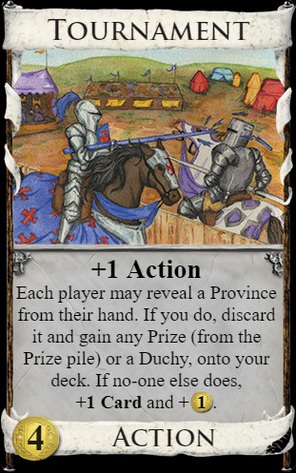 TOURNAMENT
+1 Action
Each player may reveal a Province
from their hand. If you do, discard
it and gain any Prize (from the
Prize pile) or a Duchy, onto your
deck. If no-one else does,
+1 Card and + 1.
4 ACTION